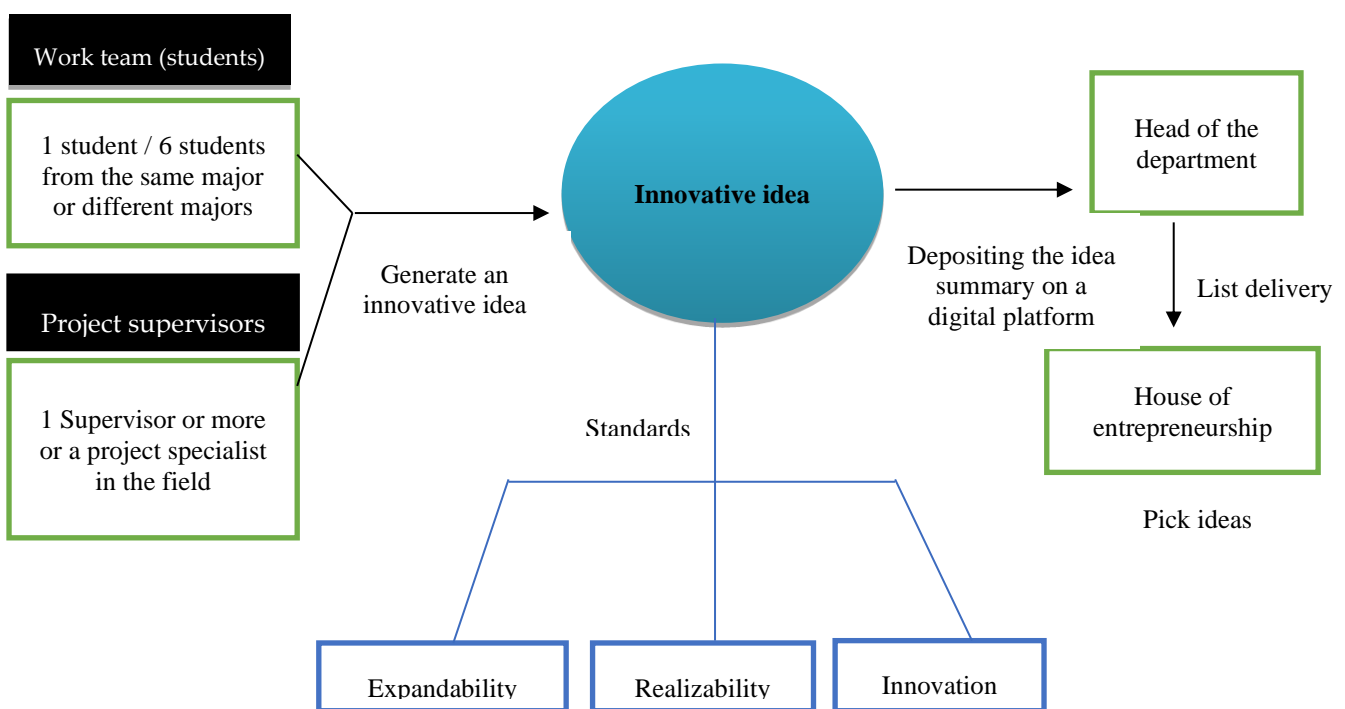 Work team (students)
1 student / 6 students
from the same major
or different majors
Project supervisors
1 Supervisor or more
or a project specialist
in the field
Generate an
innovative idea
Innovative idea
Depositing the idea
summary on a
digital platform
Head of the
department
List delivery
House of
entrepreneurship
Pick ideas
Standards
Expandability
Realizability
Innovation